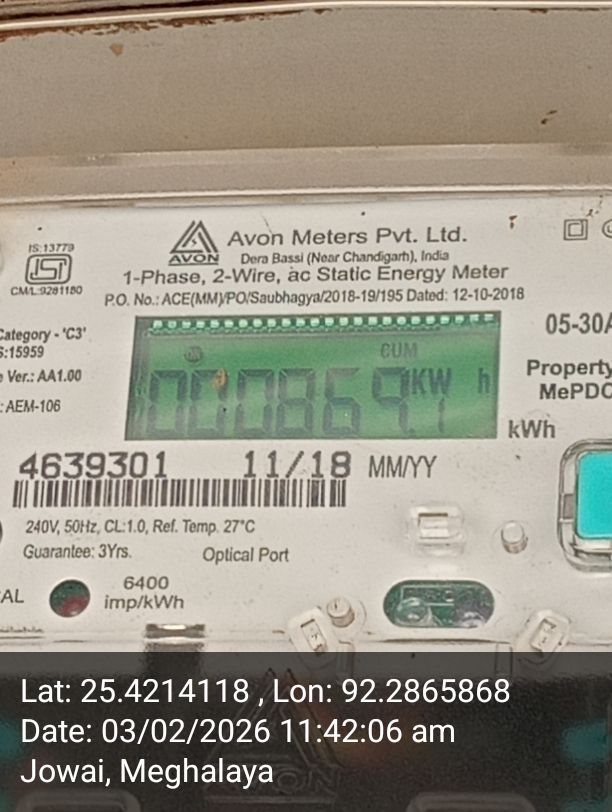 Avon Meters Pvt. Ltd.
AVON
Dera Bassi (Near Chandigarh), India
1-Phase, 2-Wire, ac Static Energy Meter
P.O. No.: ACE(MM)/PO/Saubhagya/2018-19/195 Dated: 12-10-2018
IS:13779
ISI
CM/L:9281180
Category - 'C3'
S:15959
Ver.: AA1.00
: AEM-106
05-30A
Property
MePDC
CUM
KW h
kWh
4639301 11/18 MM/YY
240V, 50Hz, CL:1.0, Ref. Temp. 27°C
Guarantee: 3Yrs. Optical Port
AL
6400
imp/kWh
Lat: 25.4214118 , Lon: 92.2865868
Date: 03/02/2026 11:42:06 am
Jowai, Meghalaya